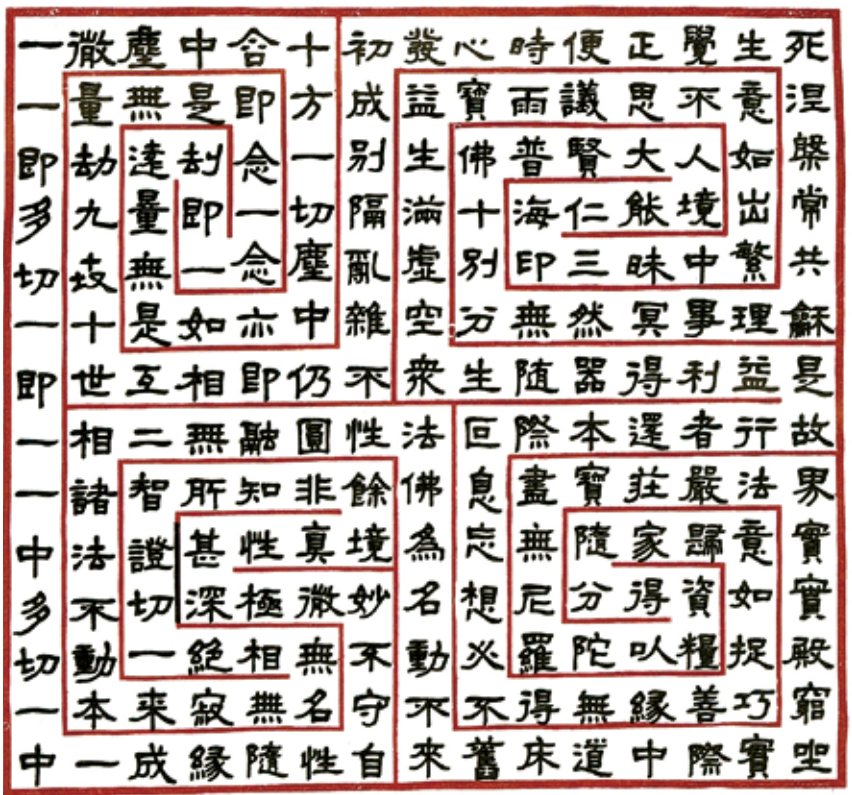 一微塵中含十初發心時便正覺生死
一量無是即方成益寶雨議思不意涅
即劫遠劫念一別生佛普賢大人如槃
多九量即一切隔滿十海仁能境出常
切世無一念塵亂虛別印三昧中繁共
一十是如亦中雜空分無然冥事理龢
即世互相即仍不衆生隨器得利益是
一相二無融圓性法叵際本還者行故
一諸智所知非餘佛息盡寶莊嚴法界
中法證甚性真境為忘無隨家歸意實
多不切深極微妙名想尼分得資如寶
切動一絕相無不動必羅陀以糧捉殿
一本來寂無名守不不得無緣善巧窮
中一成緣隨性自來舊床道中際實坐